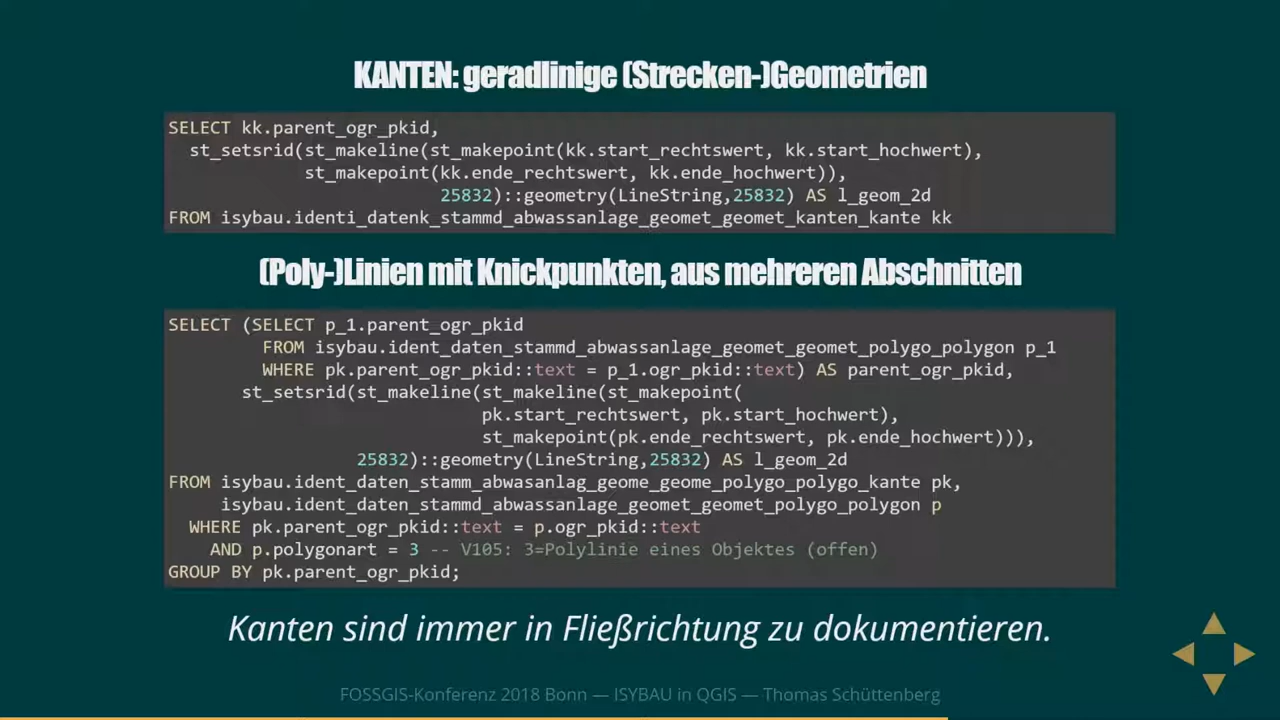 KANTEN: geradlinige (Strecken-)Geometrien
SELECT kk.parent_ogr_pkid,
  st_setsrid(st_makeline(st_makepoint(kk.start_rechtswert, kk.start_hochwert),
             st_makepoint(kk.ende_rechtswert, kk.ende_hochwert)),
                          25832)::geometry(LineString,25832) AS l_geom_2d
FROM isybau.identi_datenk_stammd_abwassanlage_geomet_geomet_kanten_kante kk
(Poly-)Linien mit Knickpunkten, aus mehreren Abschnitten
SELECT (SELECT p_1.parent_ogr_pkid
         FROM isybau.ident_daten_stammd_abwassanlage_geomet_geomet_polygo_polygon p_1
         WHERE pk.parent_ogr_pkid::text = p_1.ogr_pkid::text) AS parent_ogr_pkid,
       st_setsrid(st_makeline(st_makeline(st_makepoint(
                              pk.start_rechtswert, pk.start_hochwert),
                              st_makepoint(pk.ende_rechtswert, pk.ende_hochwert))),
                  25832)::geometry(LineString,25832) AS l_geom_2d
FROM isybau.ident_daten_stamm_abwasanlag_geome_geome_polygo_polygo_kante pk,
     isybau.ident_daten_stammd_abwassanlage_geomet_geomet_polygo_polygon p
  WHERE pk.parent_ogr_pkid::text = p.ogr_pkid::text
    AND p.polygonart = 3 -- V105: 3=Polylinie eines Objektes (offen)
GROUP BY pk.parent_ogr_pkid;
Kanten sind immer in Fließrichtung zu dokumentieren.
FOSSGIS-Konferenz 2018 Bonn — ISYBAU in QGIS — Thomas Schüttenberg